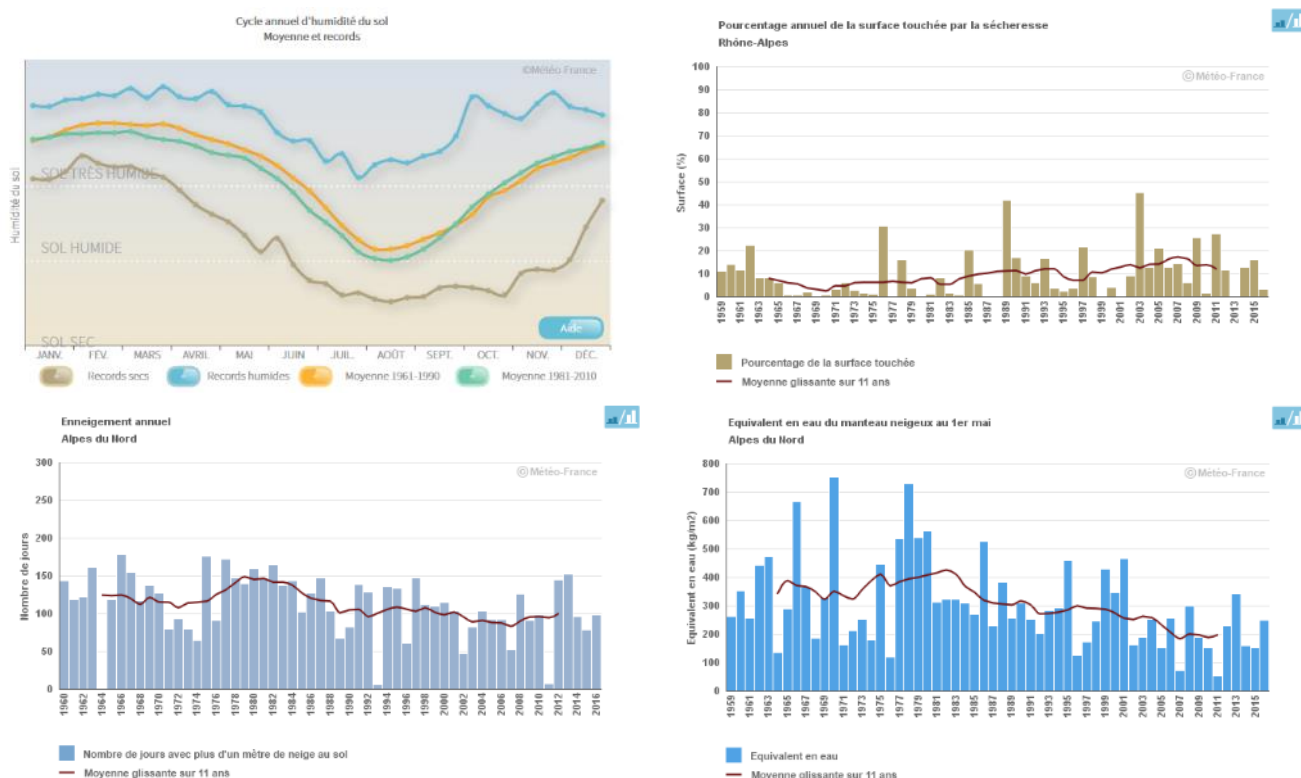 Cycle annuel d'humidité du sol
Moyenne et records
©Météo-France
Humidité du sol
SOL TRÈS HUMIDE
SOL HUMIDE
SOL SEC
Aide
JANV. FÉV. MARS AVRIL MAI JUIN JUIL. AOÛT SEPT. OCT. NOV. DÉC.
Records secs Records humides Moyenne 1961-1990 Moyenne 1981-2010
Pourcentage annuel de la surface touchée par la sécheresse
Rhône-Alpes
©Météo-France
Surface (%)
100
90
80
70
60
50
40
30
20
10
0
1959 1961 1963 1965 1967 1969 1971 1973 1975 1977 1979 1981 1983 1985 1987 1989 1991 1993 1995 1997 1999 2001 2003 2005 2007 2009 2011 2013 2015
Pourcentage de la surface touchée
Moyenne glissante sur 11 ans
Enneigement annuel
Alpes du Nord
©Météo-France
Nombre de jours
300
250
200
150
100
50
0
1960 1962 1964 1966 1968 1970 1972 1974 1976 1978 1980 1982 1984 1986 1988 1990 1992 1994 1996 1998 2000 2002 2004 2006 2008 2010 2012 2014 2016
Nombre de jours avec plus d'un mètre de neige au sol
Moyenne glissante sur 11 ans
Equivalent en eau du manteau neigeux au 1er mai
Alpes du Nord
©Météo-France
Equivalent en eau (kg/m2)
800
700
600
500
400
300
200
100
0
1959 1961 1963 1965 1967 1969 1971 1973 1975 1977 1979 1981 1983 1985 1987 1989 1991 1993 1995 1997 1999 2001 2003 2005 2007 2009 2011 2013 2015
Equivalent en eau
Moyenne glissante sur 11 ans